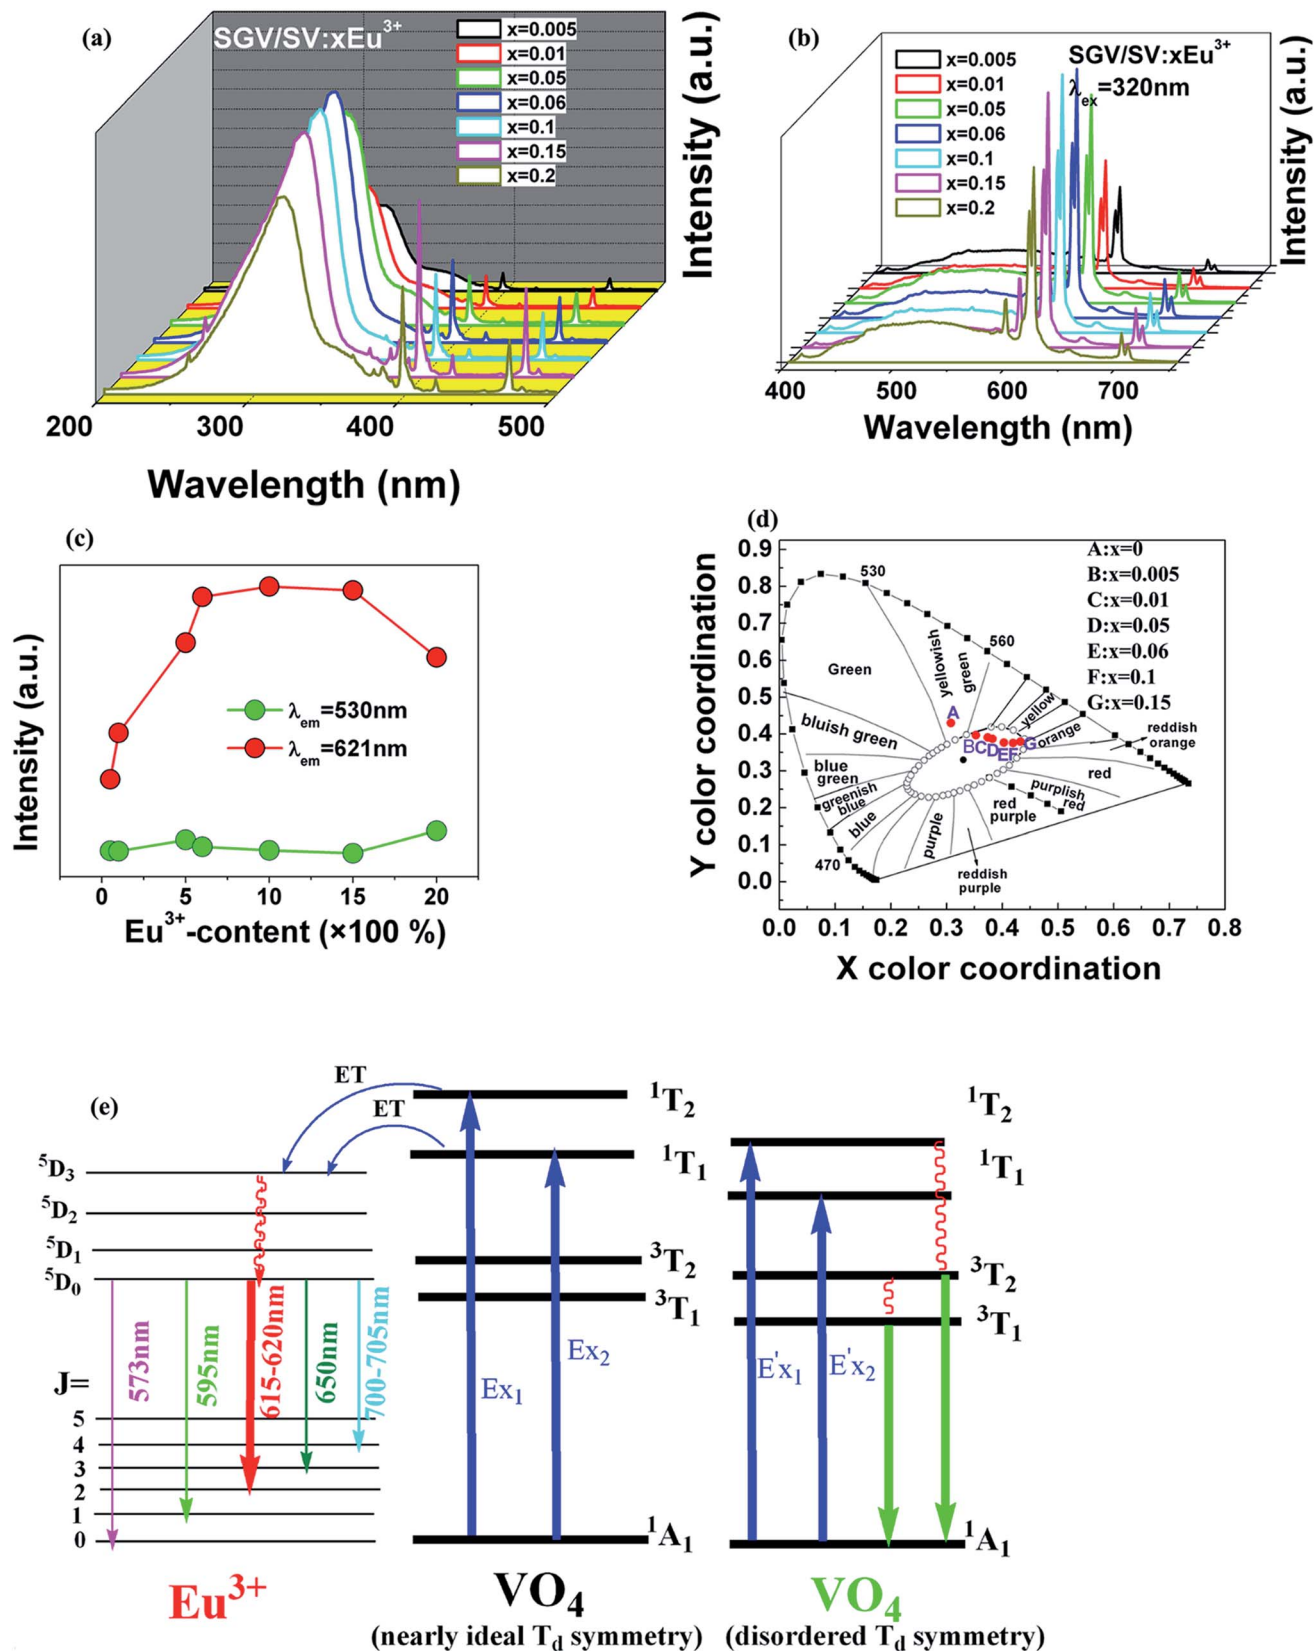 (a)
SGV/SV:xEu³⁺
x=0.005
x=0.01
x=0.05
x=0.06
x=0.1
x=0.15
x=0.2
Intensity (a.u.)
200 300 400 500
Wavelength (nm)
(b)
x=0.005
x=0.01
x=0.05
x=0.06
x=0.1
x=0.15
x=0.2
SGV/SV:xEu³⁺
λex=320nm
Intensity (a.u.)
400 500 600 700
Wavelength (nm)
(c)
Intensity (a.u.)
λem=530nm
λem=621nm
0 5 10 15 20
Eu³⁺-content (×100 %)
(d)
Y color coordination
0.9
0.8
0.7
0.6
0.5
0.4
0.3
0.2
0.1
0.0
530
560
470
Green
yellowish
green
yellow
orange
reddish
orange
red
purplish
red
red
purple
reddish
purple
purple
blue
greenish
blue
blue
green
bluish green
A
B C D E F G
A:x=0
B:x=0.005
C:x=0.01
D:x=0.05
E:x=0.06
F:x=0.1
G:x=0.15
0.0 0.1 0.2 0.3 0.4 0.5 0.6 0.7 0.8
X color coordination
(e)
ET
ET
⁵D₃
⁵D₂
⁵D₁
⁵D₀
573nm
595nm
615-620nm
650nm
700-705nm
J=
5
4
3
2
1
0
Eu³⁺
¹T₂
¹T₁
³T₂
³T₁
Ex₁
Ex₂
¹A₁
VO₄
(nearly ideal Td symmetry)
¹T₂
¹T₁
³T₂
³T₁
E'x₁
E'x₂
¹A₁
VO₄
(disordered Td symmetry)